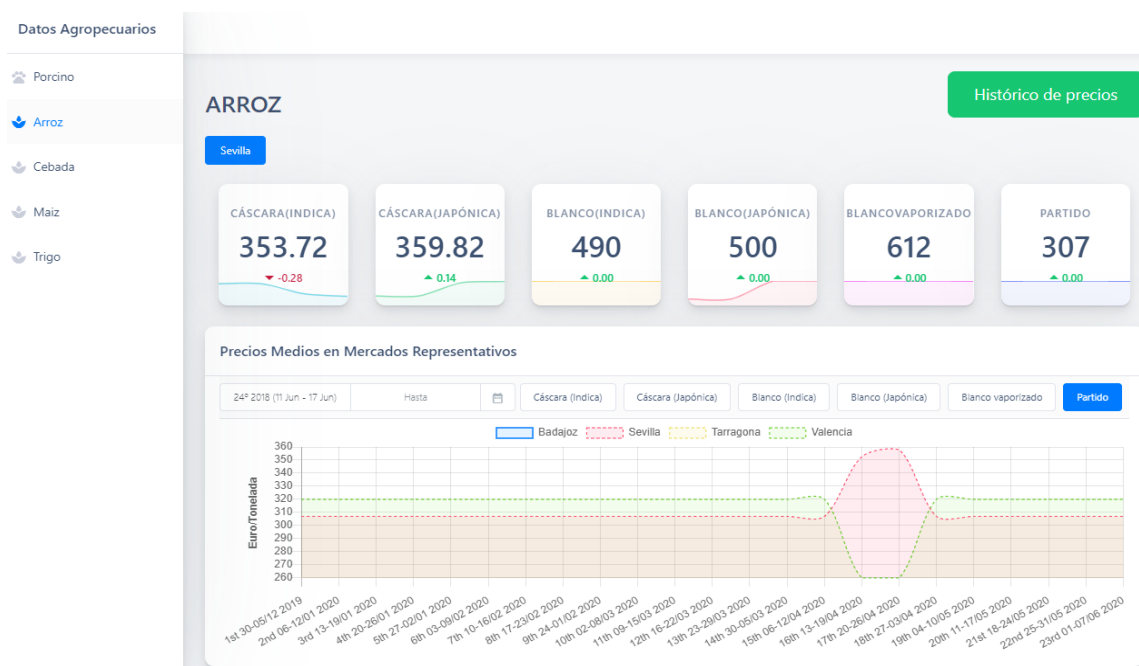 Datos Agropecuarios
Porcino
Arroz
Cebada
Maiz
Trigo
ARROZ
Histórico de precios
Sevilla
CÁSCARA(INDICA)
353.72
-0.28
CÁSCARA(JAPÓNICA)
359.82
0.14
BLANCO(INDICA)
490
0.00
BLANCO(JAPÓNICA)
500
0.00
BLANCOVAPORIZADO
612
0.00
PARTIDO
307
0.00
Precios Medios en Mercados Representativos
24º 2018 (11 Jun - 17 Jun) Hasta Cáscara (Indica) Cáscara (Japónica) Blanco (Indica) Blanco (Japónica) Blanco vaporizado Partido
Badajoz Sevilla Tarragona Valencia
Euro/Tonelada
360
350
340
330
320
310
300
290
280
270
260
1st 30-05/12 2019
2nd 06-12/01 2020
3rd 13-19/01 2020
4th 20-26/01 2020
5th 27-02/01 2020
6th 03-09/02 2020
7th 10-16/02 2020
8th 17-23/02 2020
9th 24-01/02 2020
10th 02-08/03 2020
11th 09-15/03 2020
12th 16-22/03 2020
13th 23-29/03 2020
14th 30-05/03 2020
15th 06-12/04 2020
16th 13-19/04 2020
17th 20-26/04 2020
18th 27-03/04 2020
19th 04-10/05 2020
20th 11-17/05 2020
21st 18-24/05 2020
22nd 25-31/05 2020
23rd 01-07/06 2020